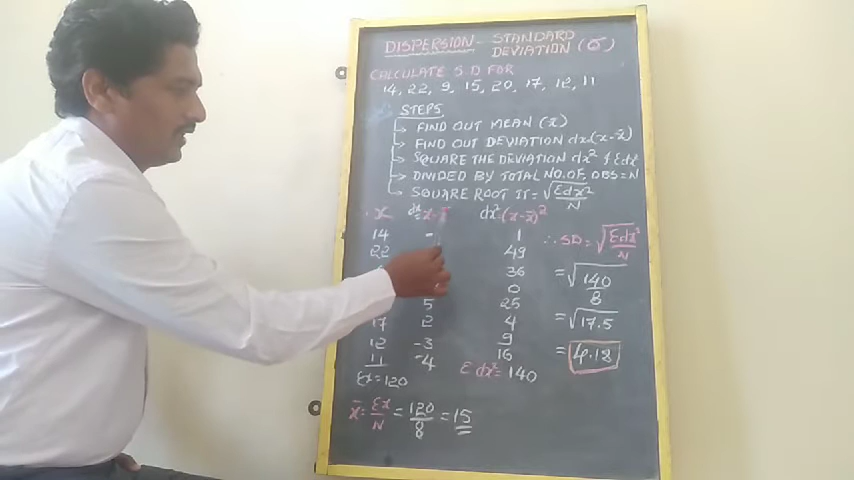 DISPERSION - STANDARD
DEVIATION (σ)
CALCULATE S D FOR
14, 22, 9, 15, 20, 17, 12, 11
STEPS
FIND OUT MEAN (x̄)
FIND OUT DEVIATION dx(x-x̄)
SQUARE THE DEVIATION dx² & Σdx²
DIVIDED BY TOTAL NO.OF. OBS = N
SQUARE ROOT IT = √Σdx²/N
x dx=x-x̄ dx²=(x-x̄)²
14 - 1
22 49
36
0
5 25
17 2 4
12 -3 9
11 -4 16
Σx=120 Σdx²=140
x̄ = Σx/N = 120/8 = 15
∴ SD = √Σdx²/N
= √140/8
= √17.5
= 4.18